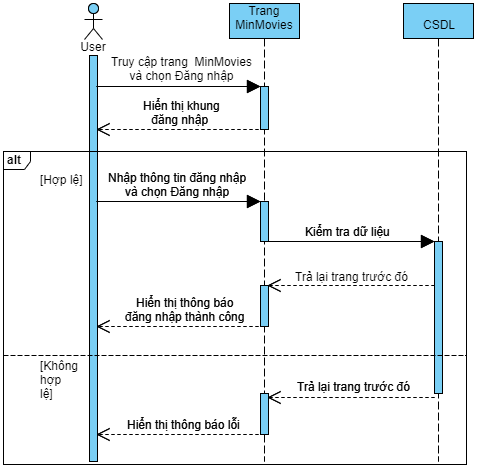 Trang
MinMovies
CSDL
User
Truy cập trang MinMovies
và chọn Đăng nhập
Hiển thị khung
đăng nhập
alt
[Hợp lệ]
Nhập thông tin đăng nhập
và chọn Đăng nhập
Kiểm tra dữ liệu
Trả lại trang trước đó
Hiển thị thông báo
đăng nhập thành công
[Không
hợp
lệ]
Trả lại trang trước đó
Hiển thị thông báo lỗi